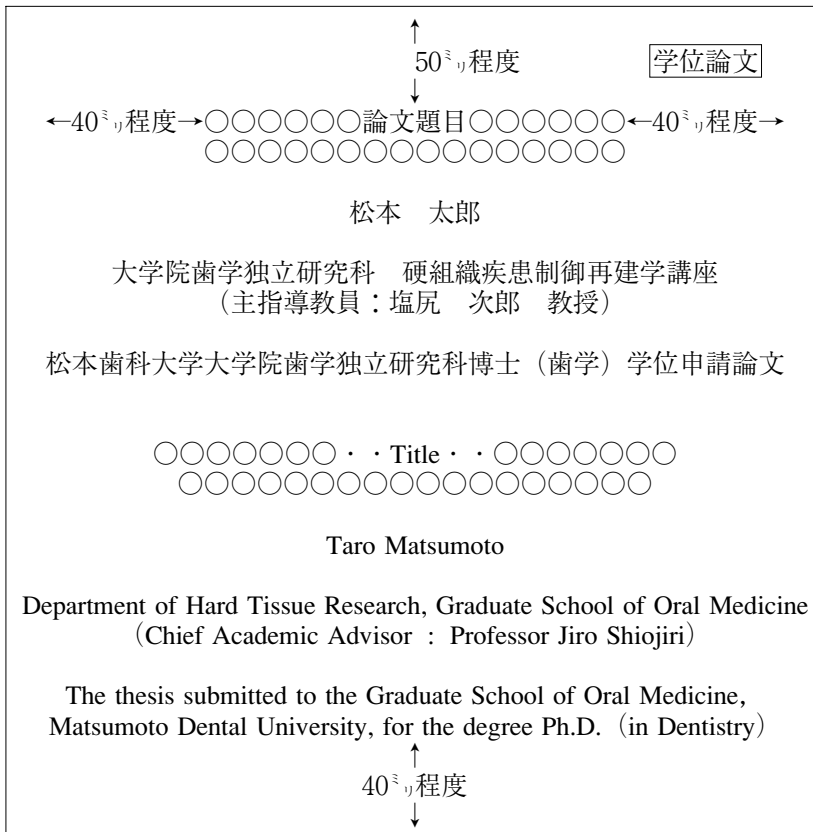 ↑
50ミリ程度　学位論文
↓
←40ミリ程度→○○○○○○論文題目○○○○○○←40ミリ程度→
○○○○○○○○○○○○○○○○
松本　太郎
大学院歯学独立研究科　硬組織疾患制御再建学講座
（主指導教員：塩尻　次郎　教授）
松本歯科大学大学院歯学独立研究科博士（歯学）学位申請論文
○○○○○○○・・Title・・○○○○○○○
○○○○○○○○○○○○○○○○○○
Taro Matsumoto
Department of Hard Tissue Research, Graduate School of Oral Medicine
（Chief Academic Advisor : Professor Jiro Shiojiri）
The thesis submitted to the Graduate School of Oral Medicine,
Matsumoto Dental University, for the degree Ph.D.（in Dentistry）
↑
40ミリ程度
↓